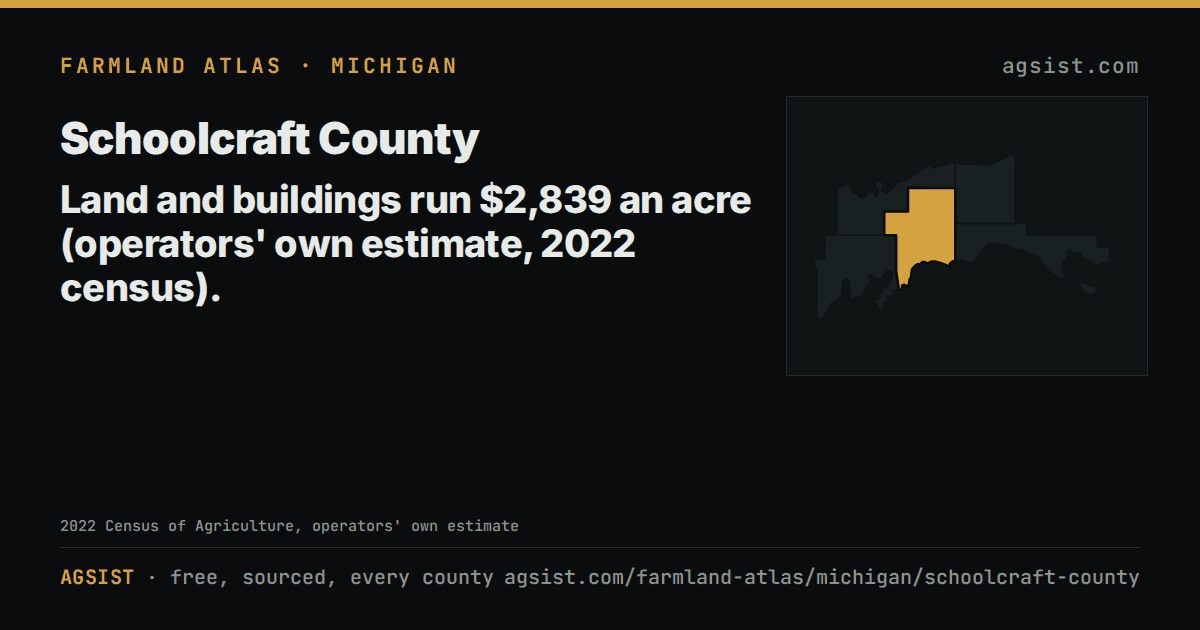 FARMLAND ATLAS · MICHIGAN
agsist.com
Schoolcraft County
Land and buildings run $2,839 an acre
(operators' own estimate, 2022
census).
2022 Census of Agriculture, operators' own estimate
AGSIST · free, sourced, every county agsist.com/farmland-atlas/michigan/schoolcraft-county